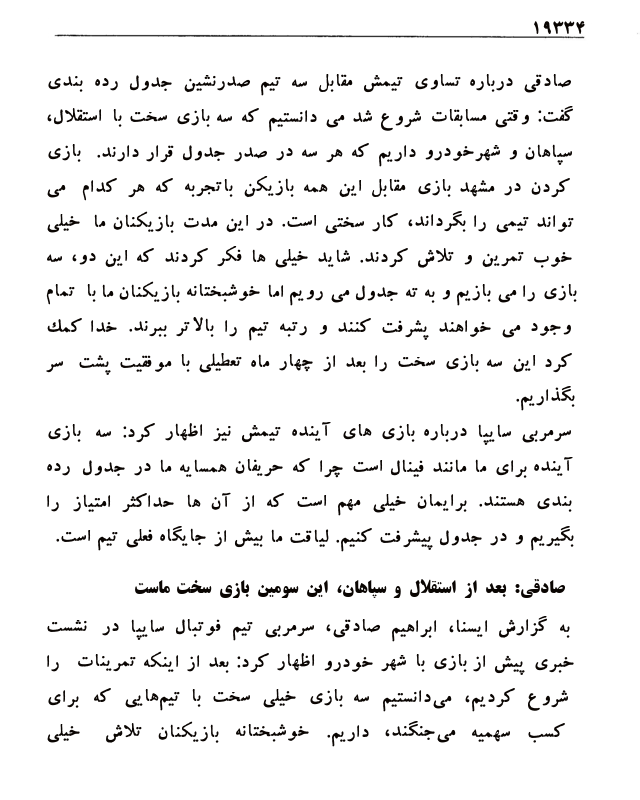 ۱۹۳۳۴
صادقی درباره تساوی تیمش مقابل سه تیم صدرنشین جدول رده بندی
گفت: وقتی مسابقات شروع شد می دانستیم که سه بازی سخت با استقلال،
سپاهان و شهرخودرو داریم که هر سه در صدر جدول قرار دارند. بازی
کردن در مشهد بازی مقابل این همه بازیکن باتجربه که هر کدام می
تواند تیمی را بگرداند، کار سختی است. در این مدت بازیکنان ما خیلی
خوب تمرین و تلاش کردند. شاید خیلی ها فکر کردند که این دو، سه
بازی را می بازیم و به ته جدول می رویم اما خوشبختانه بازیکنان ما با تمام
وجود می خواهند پشرفت کنند و رتبه تیم را بالاتر ببرند. خدا کمک
کرد این سه بازی سخت را بعد از چهار ماه تعطیلی با موفقیت پشت سر
بگذاریم.
سرمربی سایپا درباره بازی های آینده تیمش نیز اظهار کرد: سه بازی
آینده برای ما مانند فینال است چرا که حریفان همسایه ما در جدول رده
بندی هستند. برایمان خیلی مهم است که از آن ها حداکثر امتیاز را
بگیریم و در جدول پیشرفت کنیم. لیاقت ما بیش از جایگاه فعلی تیم است.
صادقی: بعد از استقلال و سپاهان، این سومین بازی سخت ماست
به گزارش ایسنا، ابراهیم صادقی، سرمربی تیم فوتبال سایپا در نشست
خبری پیش از بازی با شهر خودرو اظهار کرد: بعد از اینکه تمرینات را
شروع کردیم، می‌دانستیم سه بازی خیلی سخت با تیم‌هایی که برای
کسب سهمیه می‌جنگند، داریم. خوشبختانه بازیکنان تلاش خیلی